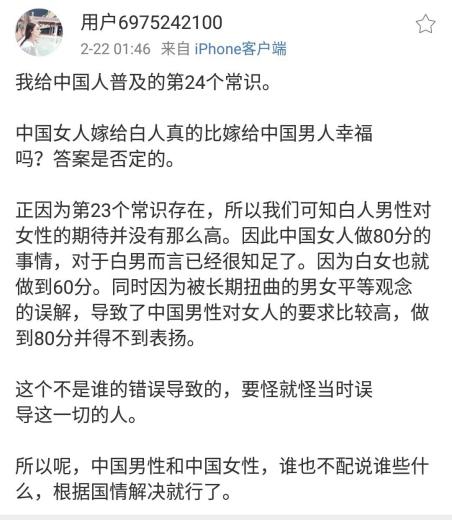 用户6975242100
2-22 01:46 来自 iPhone客户端
我给中国人普及的第24个常识。
中国女人嫁给白人真的比嫁给中国男人幸福
吗？答案是否定的。
正因为第23个常识存在，所以我们可知白人男性对
女性的期待并没有那么高。因此中国女人做80分的
事情，对于白男而言已经很知足了。因为白女也就
做到60分。同时因为被长期扭曲的男女平等观念
的误解，导致了中国男性对女人的要求比较高，做
到80分并得不到表扬。
这个不是谁的错误导致的，要怪就怪当时误
导这一切的人。
所以呢，中国男性和中国女性，谁也不配说谁些什
么，根据国情解决就行了。